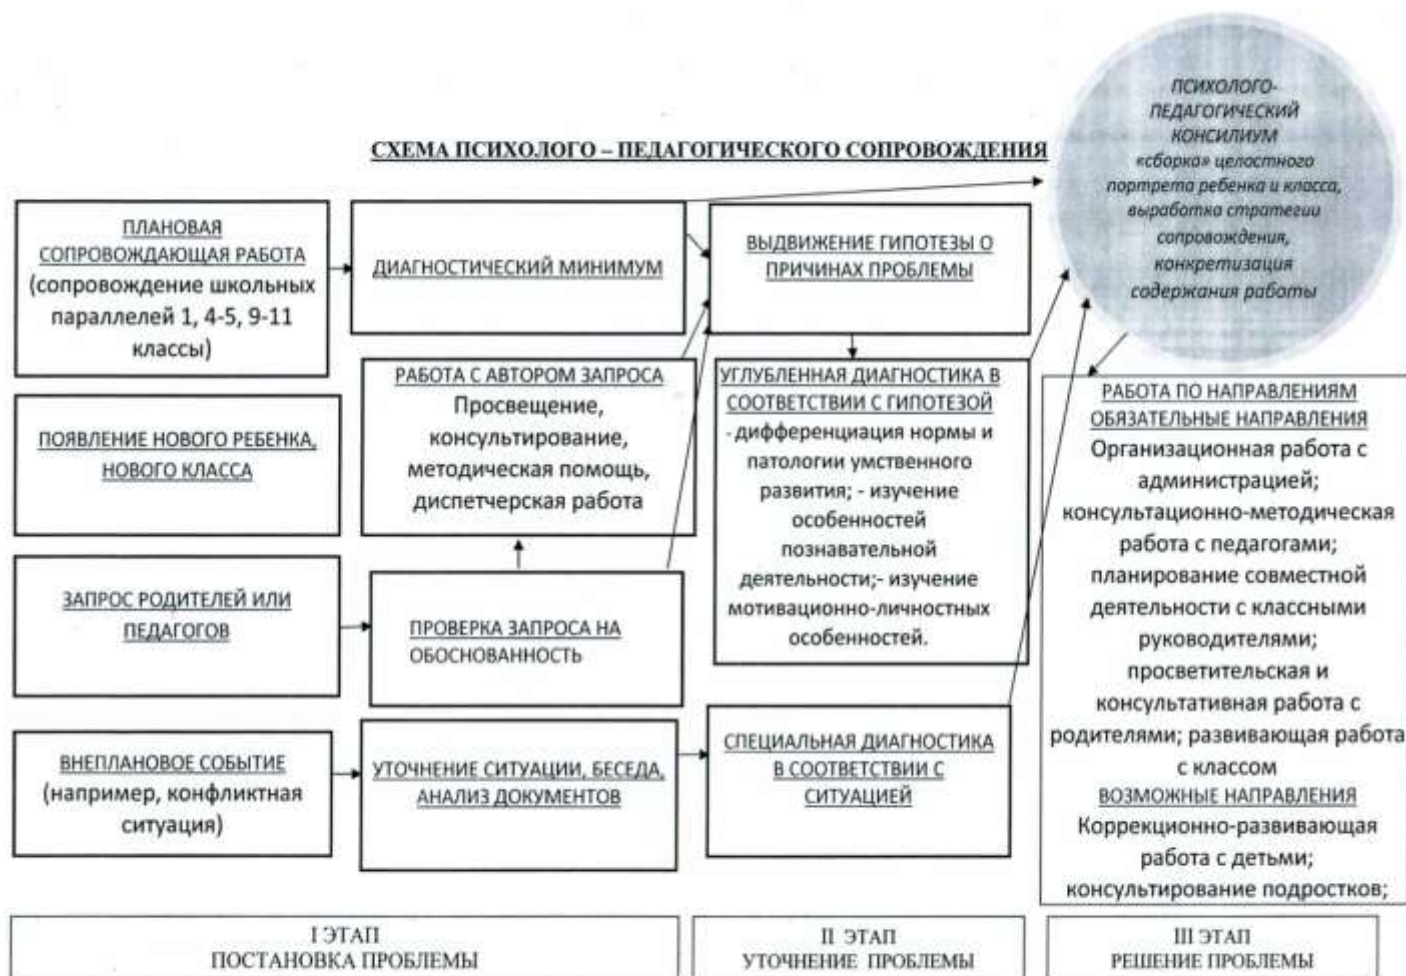 СХЕМА ПСИХОЛОГО – ПЕДАГОГИЧЕСКОГО СОПРОВОЖДЕНИЯ
ПЛАНОВАЯ
СОПРОВОЖДАЮЩАЯ РАБОТА
(сопровождение школьных
параллелей 1, 4-5, 9-11
классы)
ПОЯВЛЕНИЕ НОВОГО РЕБЕНКА,
НОВОГО КЛАССА
ЗАПРОС РОДИТЕЛЕЙ ИЛИ
ПЕДАГОГОВ
ВНЕПЛАНОВОЕ СОБЫТИЕ
(например, конфликтная
ситуация)
ДИАГНОСТИЧЕСКИЙ МИНИМУМ
РАБОТА С АВТОРОМ ЗАПРОСА
Просвещение,
консультирование,
методическая помощь,
диспетчерская работа
ПРОВЕРКА ЗАПРОСА НА
ОБОСНОВАННОСТЬ
УТОЧНЕНИЕ СИТУАЦИИ, БЕСЕДА,
АНАЛИЗ ДОКУМЕНТОВ
ВЫДВИЖЕНИЕ ГИПОТЕЗЫ О
ПРИЧИНАХ ПРОБЛЕМЫ
УГЛУБЛЕННАЯ ДИАГНОСТИКА В
СООТВЕТСТВИИ С ГИПОТЕЗОЙ
- дифференциация нормы и
патологии умственного
развития; - изучение
особенностей
познавательной
деятельности;- изучение
мотивационно-личностных
особенностей.
СПЕЦИАЛЬНАЯ ДИАГНОСТИКА
В СООТВЕТСТВИИ С
СИТУАЦИЕЙ
ПСИХОЛОГО-
ПЕДАГОГИЧЕСКИЙ
КОНСИЛИУМ
«сборка» целостного
портрета ребенка и класса,
выработка стратегии
сопровождения,
конкретизация
содержания работы
РАБОТА ПО НАПРАВЛЕНИЯМ
ОБЯЗАТЕЛЬНЫЕ НАПРАВЛЕНИЯ
Организационная работа с
администрацией;
консультационно-методическая
работа с педагогами;
планирование совместной
деятельности с классными
руководителями;
просветительская и
консультативная работа с
родителями; развивающая работа
с классом
ВОЗМОЖНЫЕ НАПРАВЛЕНИЯ
Коррекционно-развивающая
работа с детьми;
консультирование подростков;
I ЭТАП
ПОСТАНОВКА ПРОБЛЕМЫ
II ЭТАП
УТОЧНЕНИЕ ПРОБЛЕМЫ
III ЭТАП
РЕШЕНИЕ ПРОБЛЕМЫ